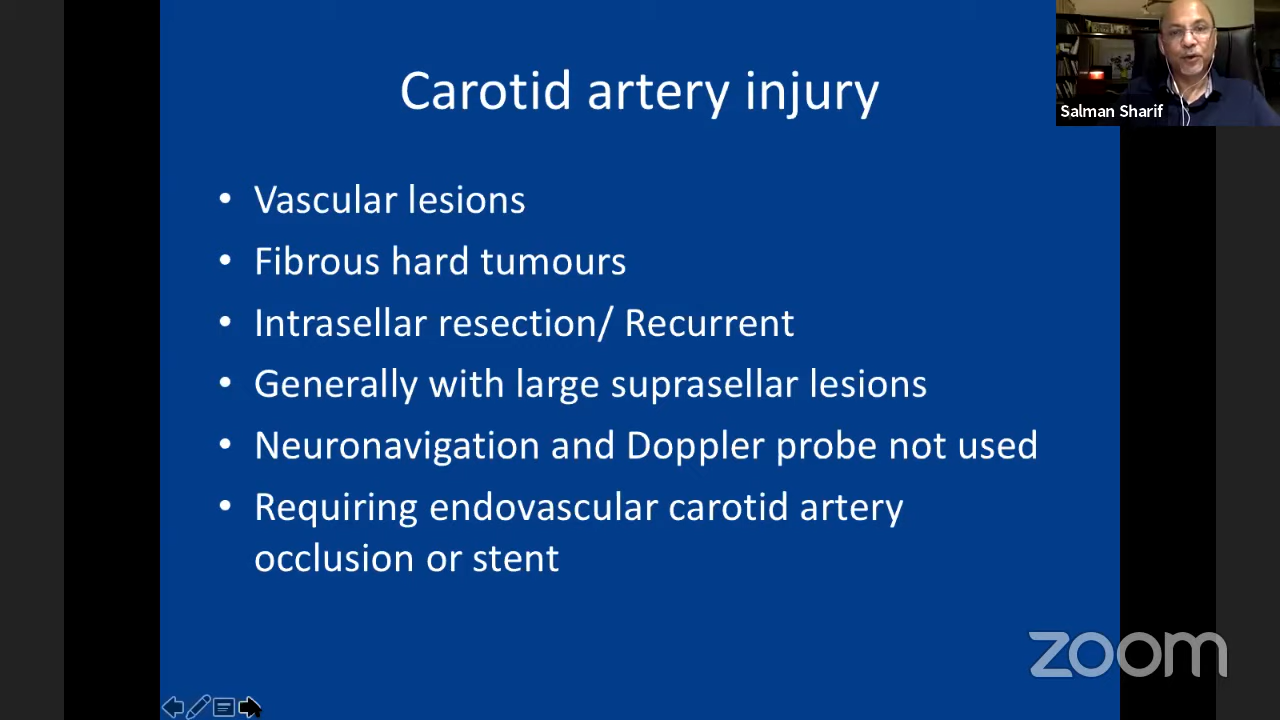 Carotid artery injury
Salman Sharif
• Vascular lesions
• Fibrous hard tumours
• Intrasellar resection/ Recurrent
• Generally with large suprasellar lesions
• Neuronavigation and Doppler probe not used
• Requiring endovascular carotid artery
occlusion or stent
zoom